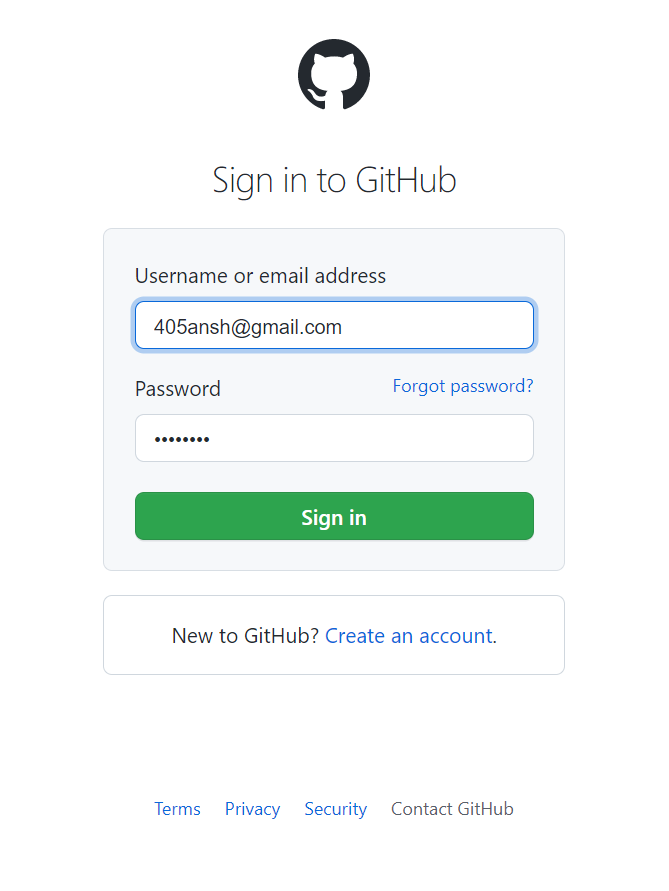 Sign in to GitHub
Username or email address
405ansh@gmail.com
Password Forgot password?
••••••••
Sign in
New to GitHub? Create an account.
Terms Privacy Security Contact GitHub